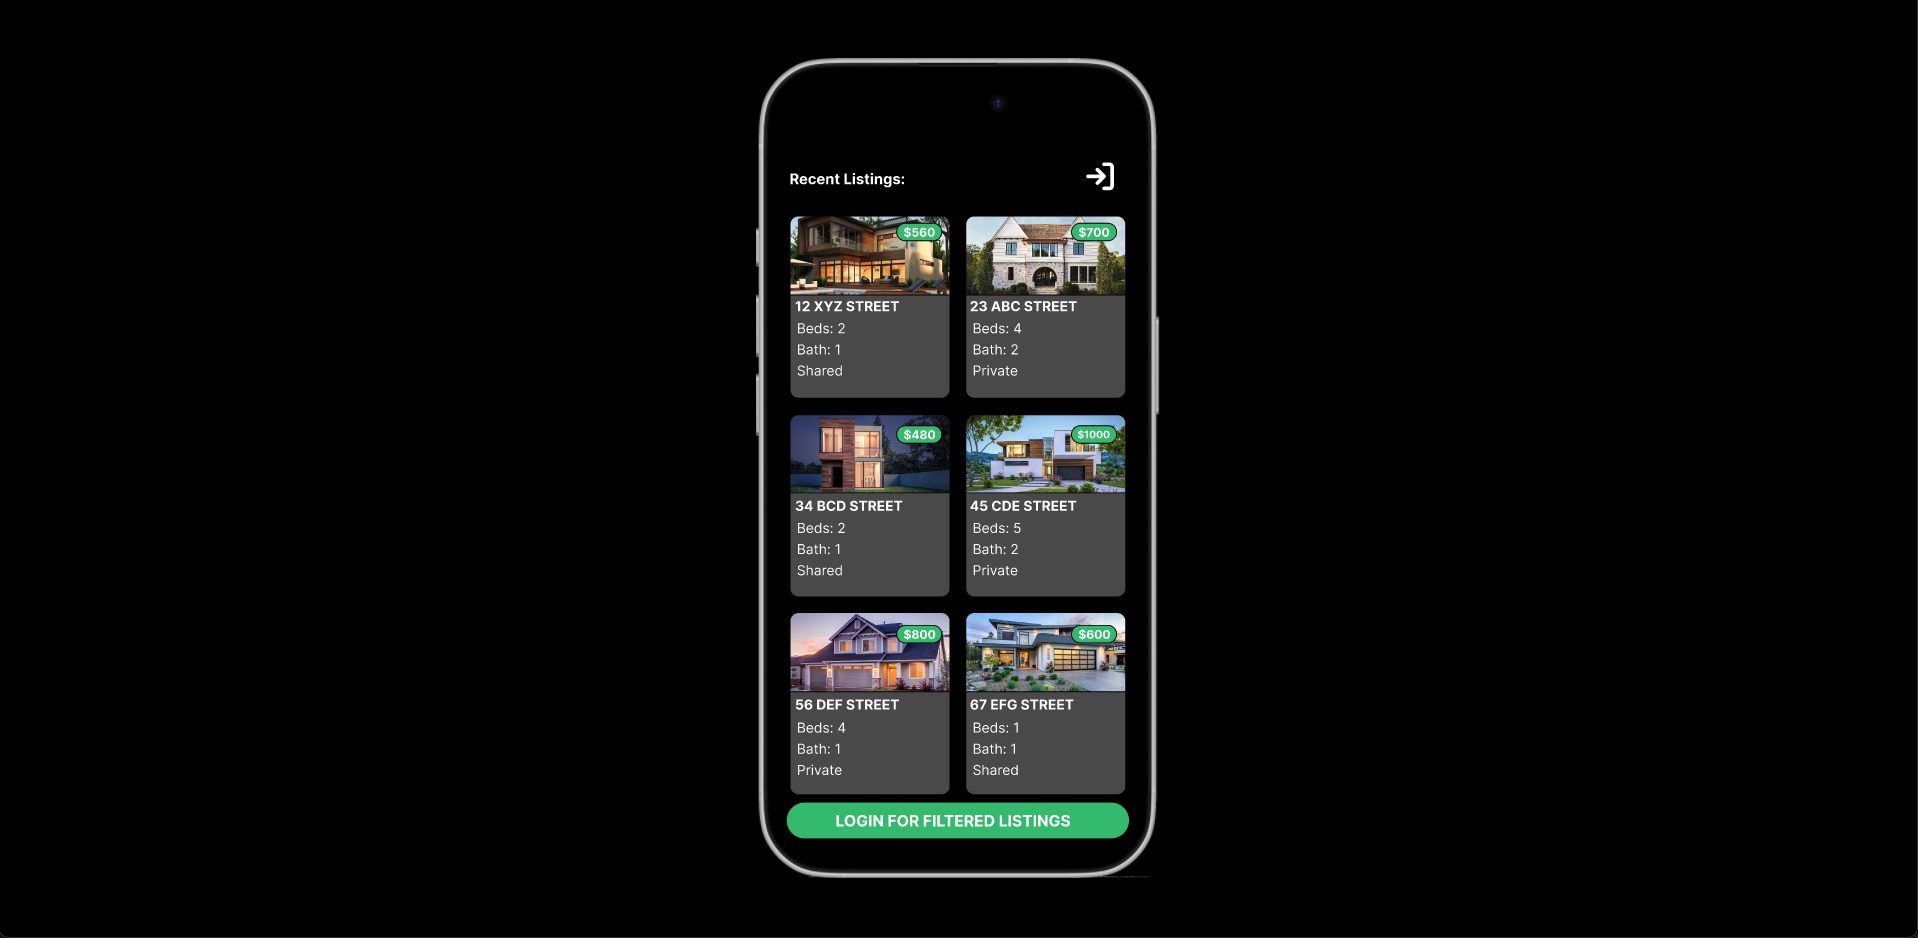 Recent Listings:
$560
12 XYZ STREET
Beds: 2
Bath: 1
Shared
$700
23 ABC STREET
Beds: 4
Bath: 2
Private
$480
34 BCD STREET
Beds: 2
Bath: 1
Shared
$1000
45 CDE STREET
Beds: 5
Bath: 2
Private
$800
56 DEF STREET
Beds: 4
Bath: 1
Private
$600
67 EFG STREET
Beds: 1
Bath: 1
Shared
LOGIN FOR FILTERED LISTINGS